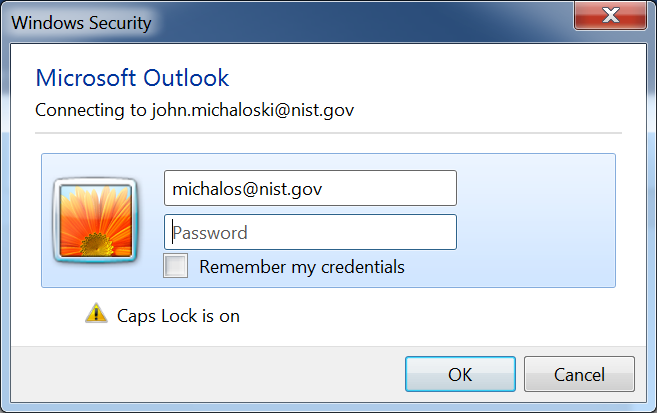 Windows Security
Microsoft Outlook
Connecting to john.michaloski@nist.gov
michalos@nist.gov
Password
Remember my credentials
Caps Lock is on
OK
Cancel